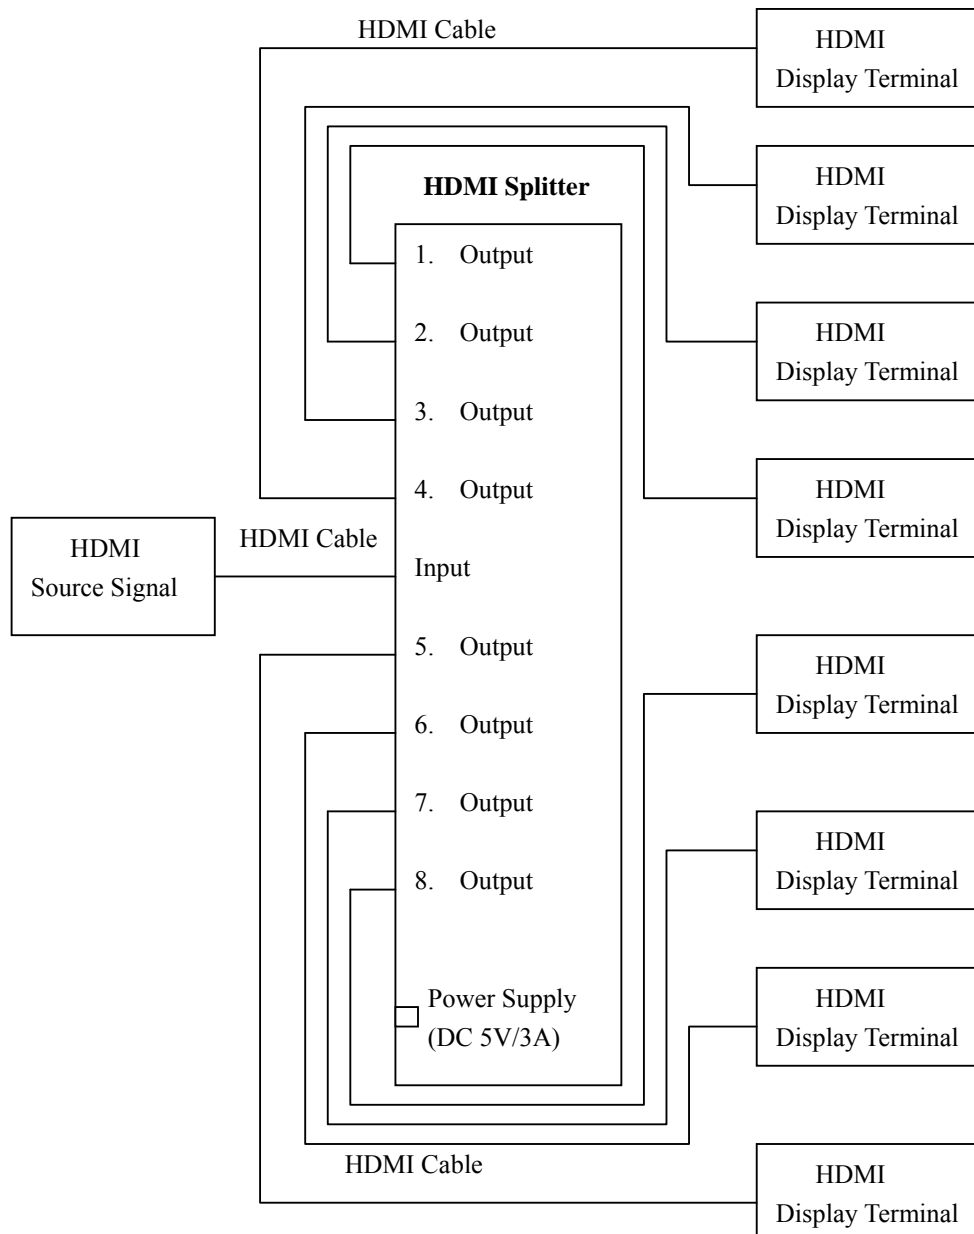 HDMI Cable
HDMI
Display Terminal
HDMI
Display Terminal
HDMI Splitter
1. Output
2. Output
HDMI
Display Terminal
3. Output
4. Output
HDMI
Display Terminal
HDMI
Source Signal
HDMI Cable
Input
5. Output
HDMI
Display Terminal
6. Output
7. Output
HDMI
Display Terminal
8. Output
Power Supply
(DC 5V/3A)
HDMI
Display Terminal
HDMI Cable
HDMI
Display Terminal